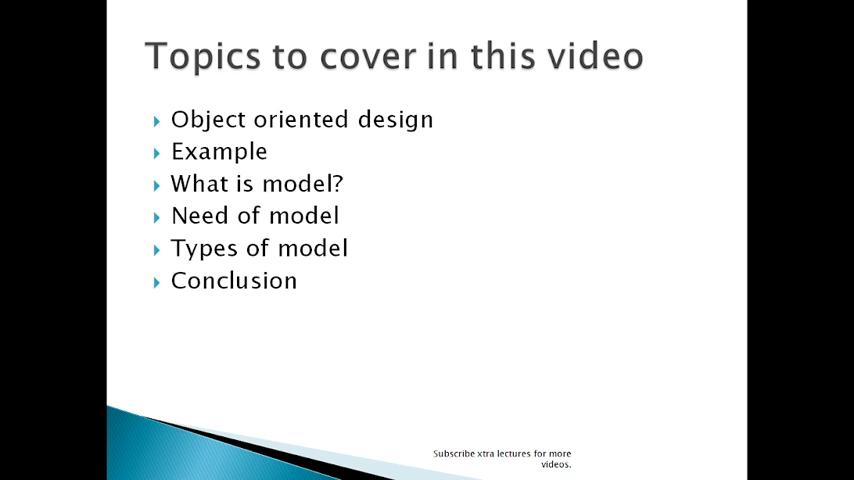 Topics to cover in this video
Object oriented design
Example
What is model?
Need of model
Types of model
Conclusion
Subscribe xtra lectures for more
videos.